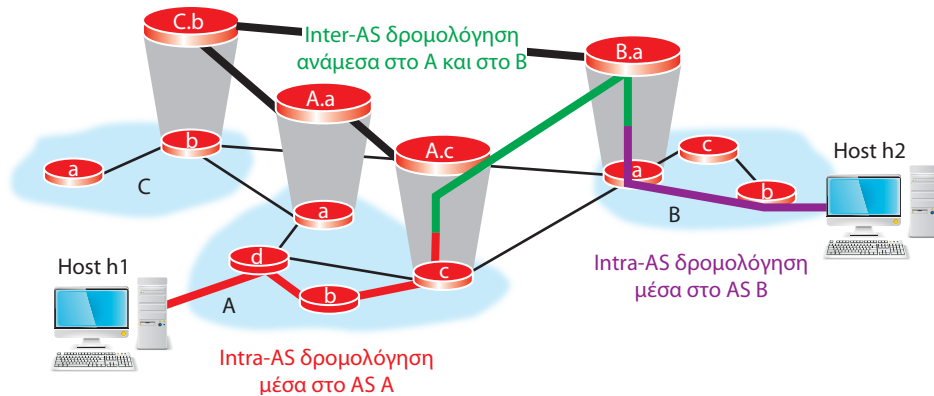 C.b
Inter-AS δρομολόγηση
ανάμεσα στο A και στο B
B.a
A.a
A.c
b
a
C
c
a
b
B
Host h2
a
d
b
c
A
Host h1
Intra-AS δρομολόγηση
μέσα στο AS B
Intra-AS δρομολόγηση
μέσα στο AS A